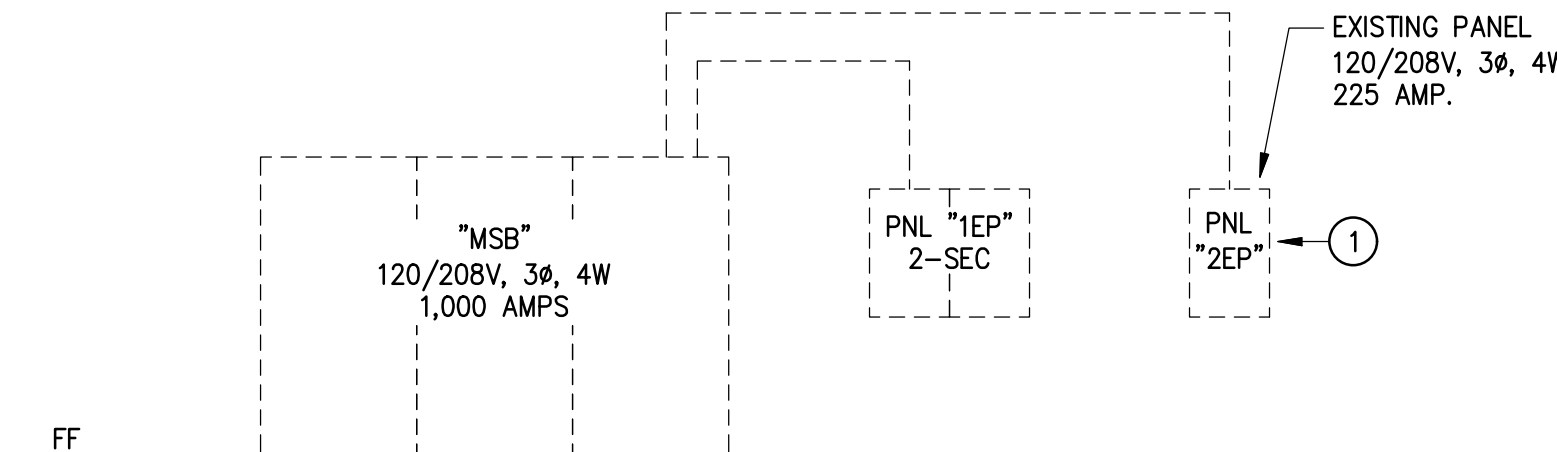 EXISTING PANEL
120/208V, 3ø, 4W
225 AMP.
"MSB"
120/208V, 3ø, 4W
1,000 AMPS
PNL "1EP"
2-SEC
PNL
"2EP"
1
FF